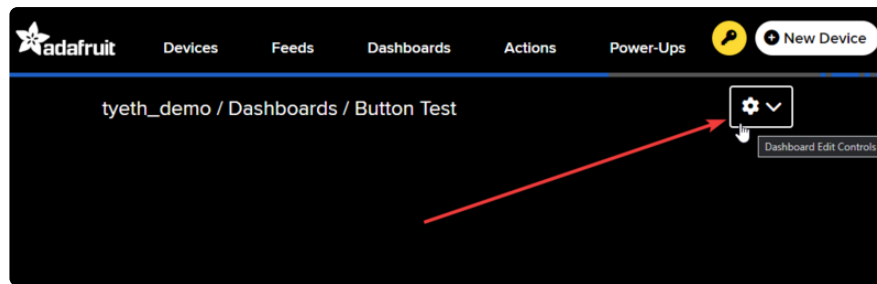 adafruit Devices Feeds Dashboards Actions Power-Ups New Device
tyeth_demo / Dashboards / Button Test
Dashboard Edit Controls